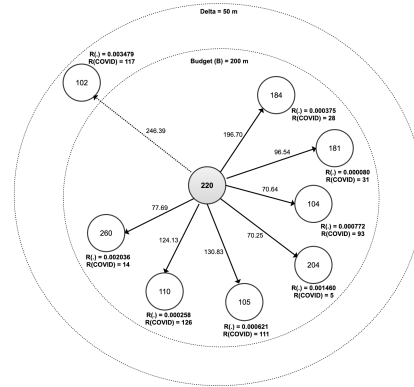 Delta = 50 m
R(.) = 0.003479
R(COVID) = 117
102
Budget (B) = 200 m
184
R(.) = 0.000375
R(COVID) = 28
246.39
196.70
181
96.54
R(.) = 0.000080
R(COVID) = 31
220
70.64
104
R(.) = 0.000772
R(COVID) = 93
77.69
260
R(.) = 0.002036
R(COVID) = 14
124.13
130.83
70.25
204
R(.) = 0.001460
R(COVID) = 5
110
R(.) = 0.000258
R(COVID) = 126
105
R(.) = 0.000621
R(COVID) = 111